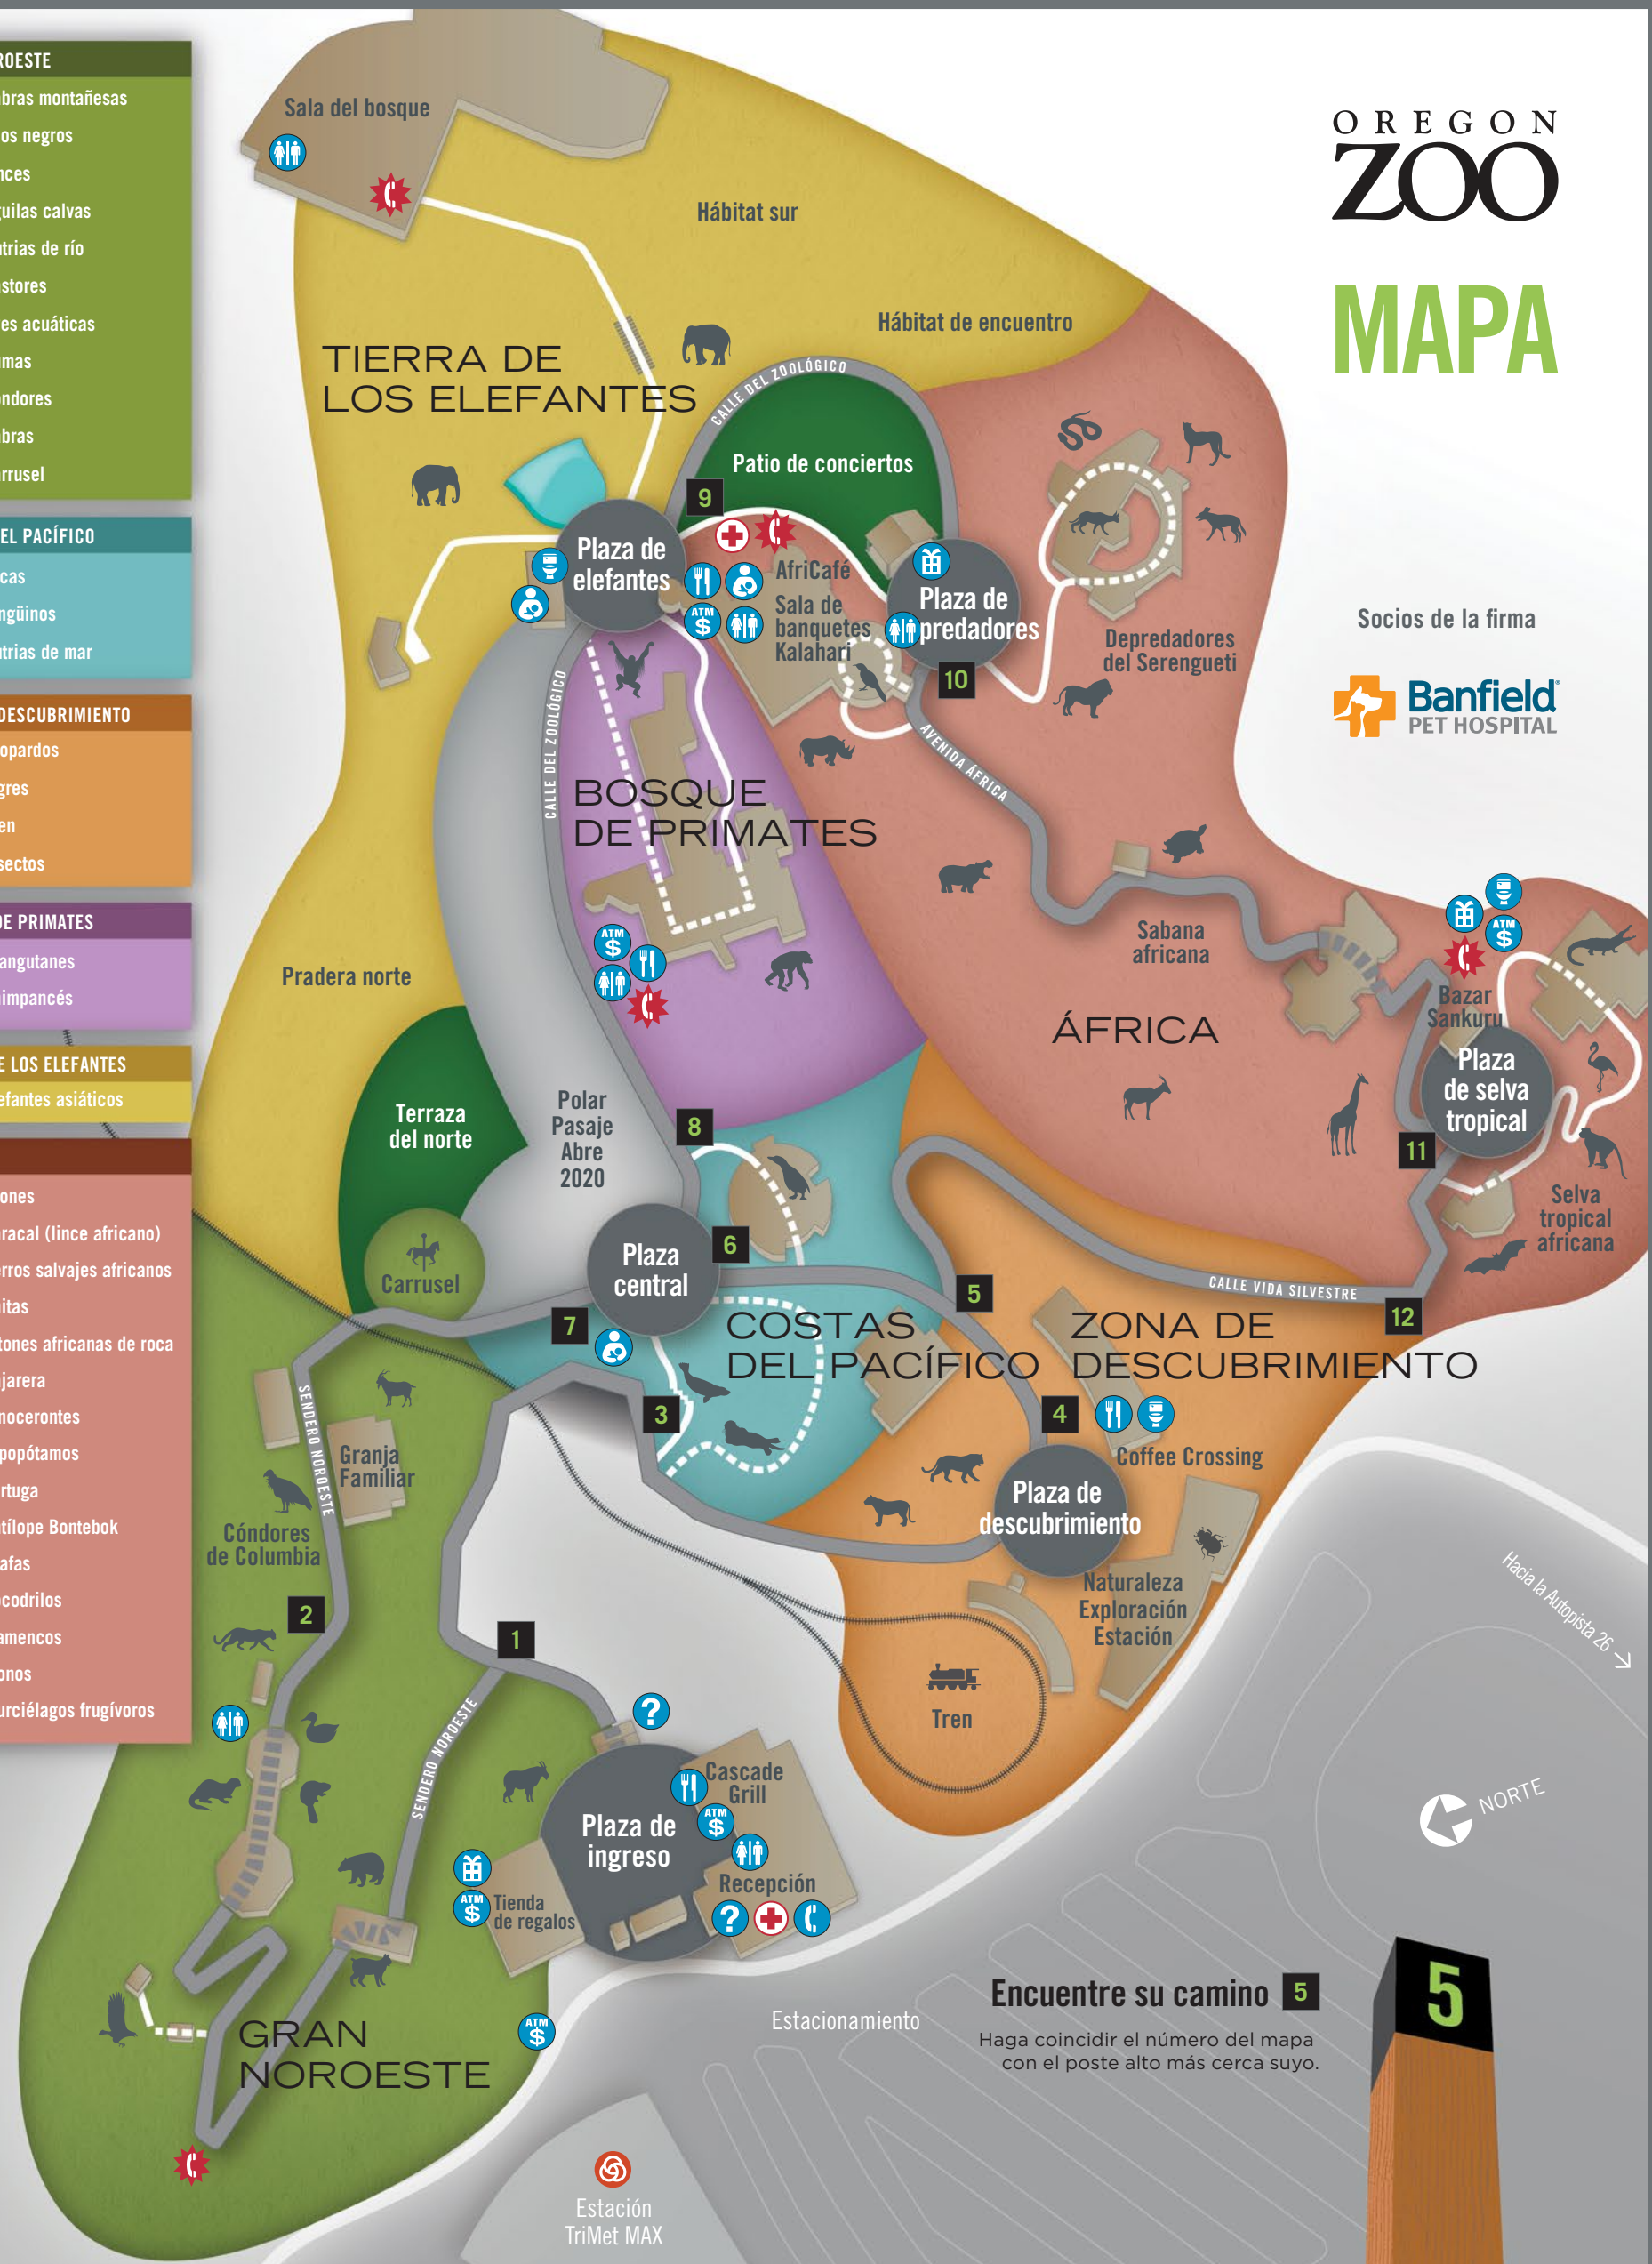 ROESTE
bras montañesas
os negros
nces
guilas calvas
utrias de río
stores
es acuáticas
mas
ndores
bras
rrusel
EL PACÍFICO
cas
ngüinos
trias de mar
DESCUBRIMIENTO
opardos
gres
en
sectos
DE PRIMATES
angutanes
impancés
E LOS ELEFANTES
efantes asiáticos
ones
racal (lince africano)
erros salvajes africanos
itas
tones africanas de roca
jarera
nocerontes
popótamos
rtuga
tílope Bontebok
afas
codrilos
amencos
onos
urciélagos frugívoros
OREGON
ZOO
MAPA
Socios de la firma
Banfield
PET HOSPITAL
Sala del bosque
Hábitat sur
Hábitat de encuentro
TIERRA DE
LOS ELEFANTES
CALLE DEL ZOOLÓGICO
Patio de conciertos
9
Plaza de
elefantes
AfriCafé
Sala de
banquetes
Kalahari
ATM
$
Plaza de
predadores
10
Depredadores
del Serengueti
CALLE DEL ZOOLÓGICO
AVENIDA ÁFRICA
BOSQUE
DE PRIMATES
ATM
$
Pradera norte
Sabana
africana
ATM
$
Bazar
Sankuru
ÁFRICA
Plaza
de selva
tropical
11
Selva
tropical
africana
Terraza
del norte
Polar
Pasaje
Abre
2020
8
Carrusel
Plaza
central
6
7
5
CALLE VIDA SILVESTRE
12
COSTAS
DEL PACÍFICO
ZONA DE
DESCUBRIMIENTO
3
4
Coffee Crossing
SENDERO NOROESTE
Granja
Familiar
Cóndores
de Columbia
Plaza de
descubrimiento
Naturaleza
Exploración
Estación
Hacia la Autopista 26
2
1
Tren
SENDERO NOROESTE
?
Cascade
Grill
ATM
$
Plaza de
ingreso
NORTE
Recepción
?
ATM
$
Tienda
de regalos
GRAN
NOROESTE
ATM
$
Estacionamiento
Encuentre su camino 5
Haga coincidir el número del mapa
con el poste alto más cerca suyo.
5
Estación
TriMet MAX